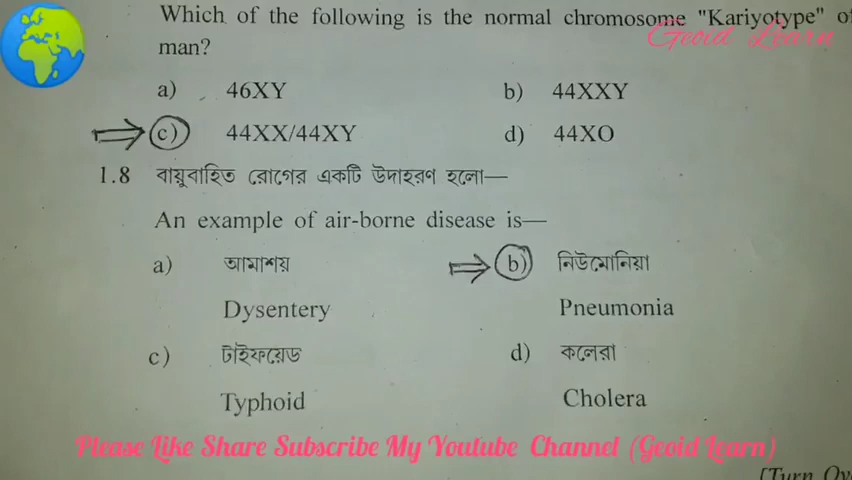 Which of the following is the normal chromosome "Kariyotype" of
Geoid Learn
man?
a) 46XY b) 44XXY
c) 44XX/44XY d) 44XO
1.8 বায়ুবাহিত রোগের একটি উদাহরণ হলো—
An example of air-borne disease is—
a) আমাশয় b) নিউমোনিয়া
Dysentery Pneumonia
c) টাইফয়েড d) কলেরা
Typhoid Cholera
Please Like Share Subscribe My Youtube Channel (Geoid Learn)
[Turn Ov